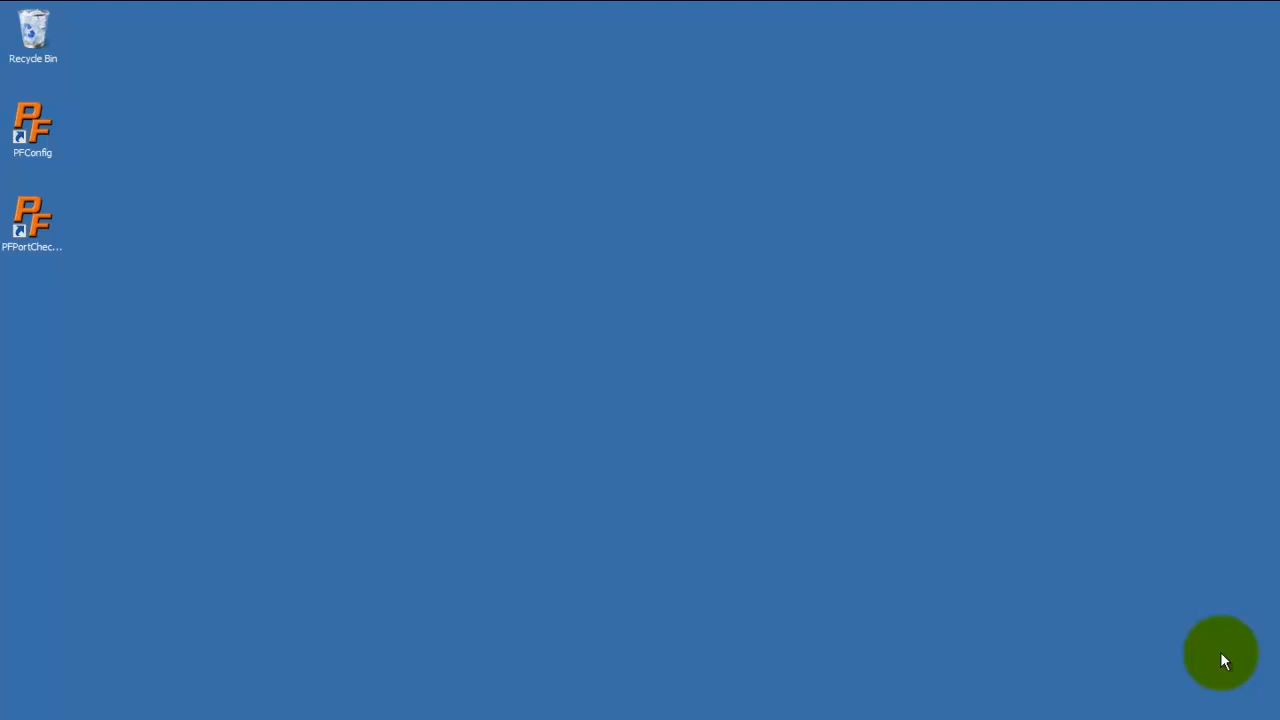 Recycle Bin
PF
PFConfig
PF
PFPortChec...